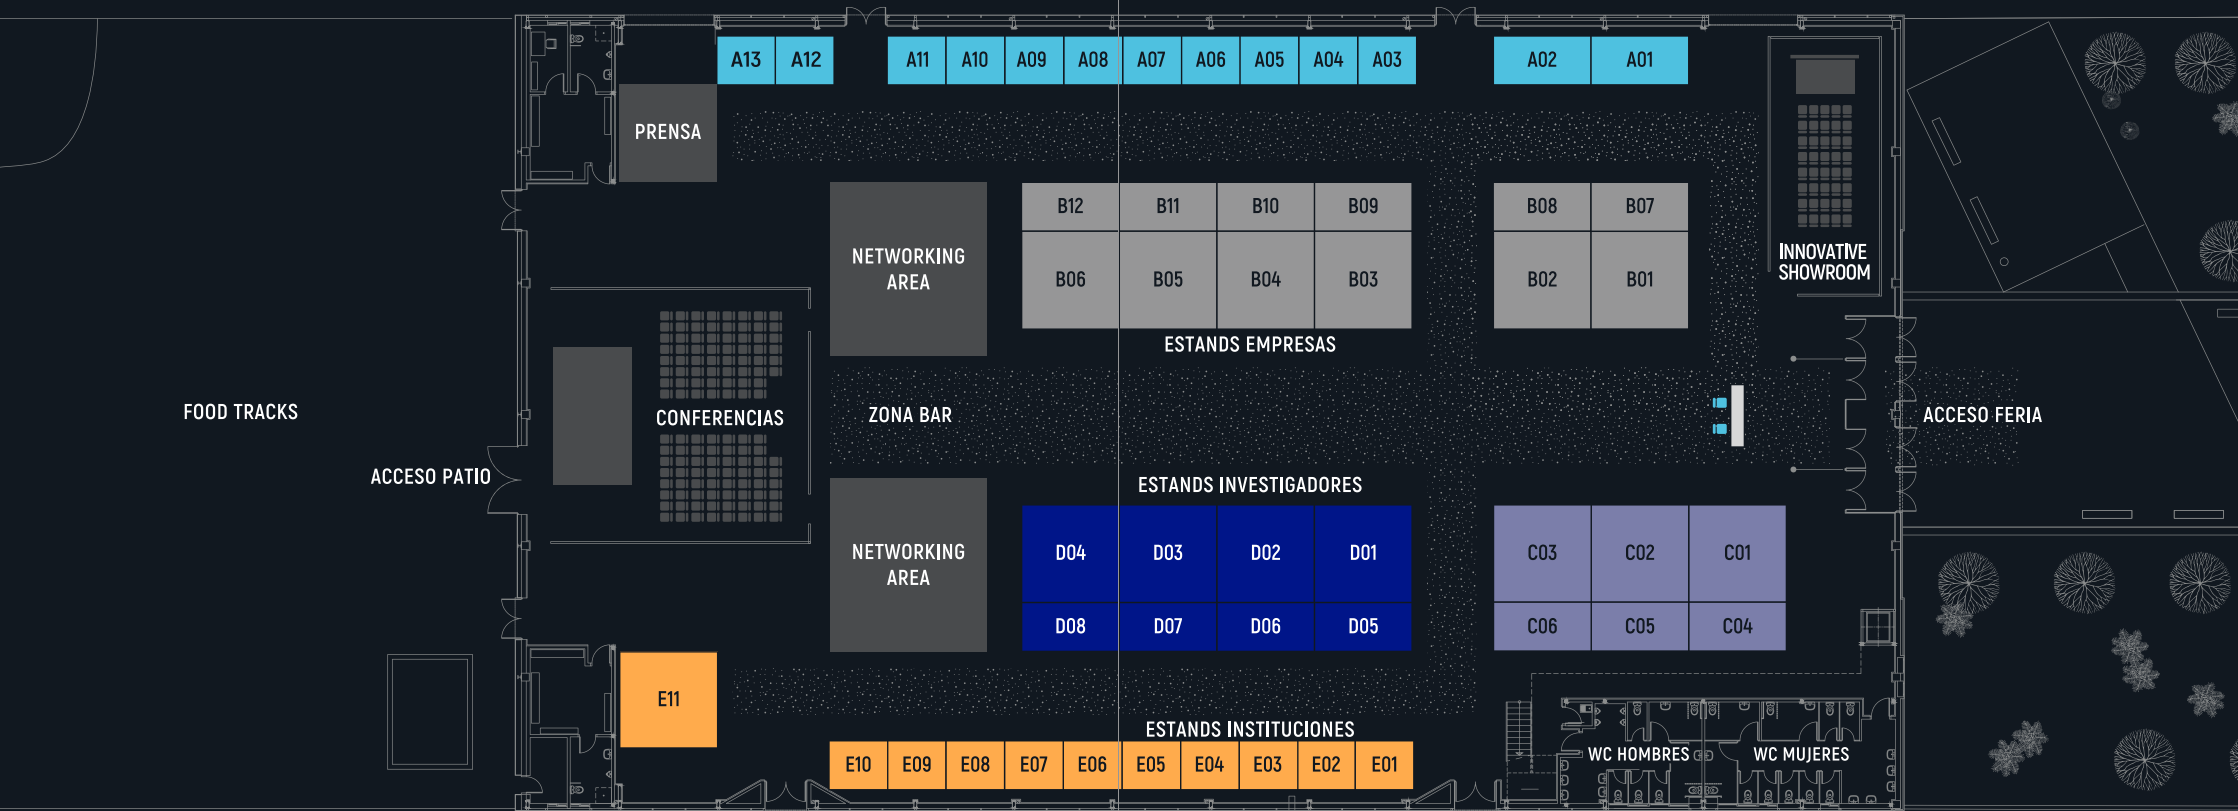 A13 A12 A11 A10 A09 A08 A07 A06 A05 A04 A03 A02 A01
PRENSA
B12 B11 B10 B09 B08 B07
NETWORKING
AREA
B06 B05 B04 B03 B02 B01
INNOVATIVE
SHOWROOM
ESTANDS EMPRESAS
FOOD TRACKS
CONFERENCIAS
ZONA BAR
ACCESO FERIA
ACCESO PATIO
ESTANDS INVESTIGADORES
NETWORKING
AREA
D04 D03 D02 D01 C03 C02 C01
D08 D07 D06 D05 C06 C05 C04
E11
ESTANDS INSTITUCIONES
E10 E09 E08 E07 E06 E05 E04 E03 E02 E01
WC HOMBRES
WC MUJERES